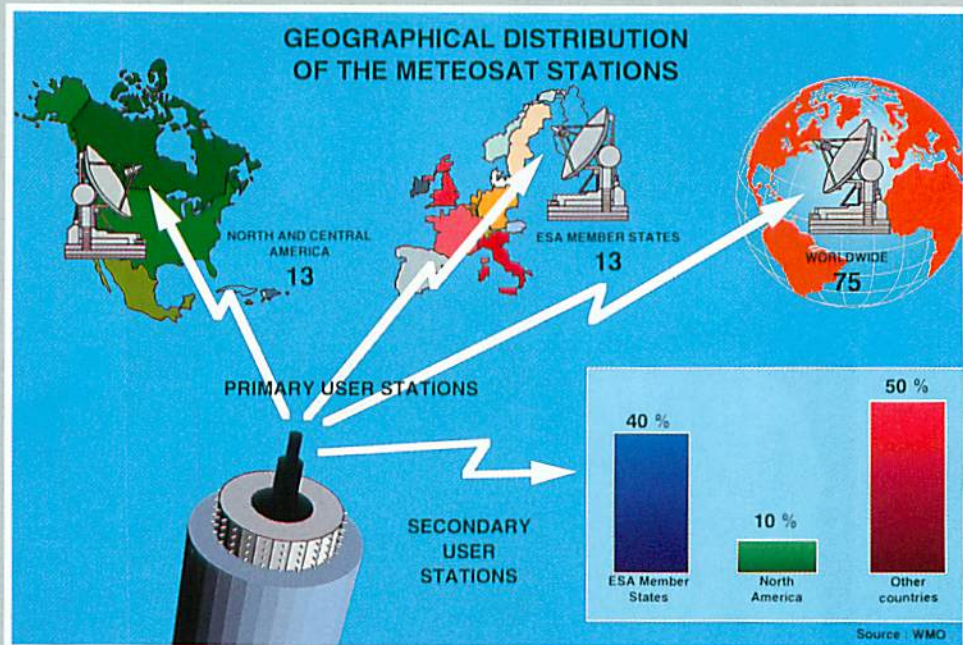 GEOGRAPHICAL DISTRIBUTION
OF THE METEOSAT STATIONS
NORTH AND CENTRAL
AMERICA
13
ESA MEMBER STATES
13
WORLDWIDE
75
PRIMARY USER STATIONS
SECONDARY
USER
STATIONS
40 %
10 %
50 %
ESA Member
States
North
America
Other
countries
Source : WMO